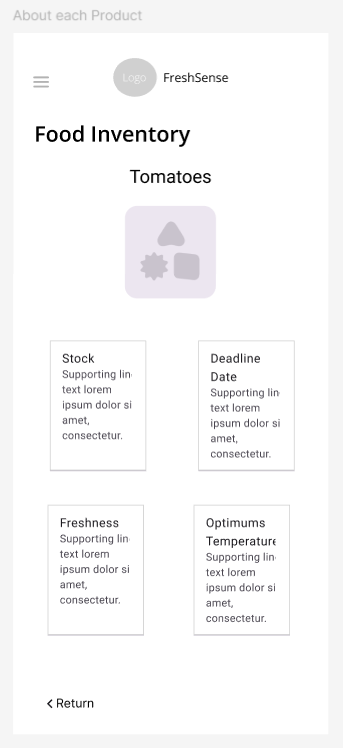 About each Product
Logo FreshSense
Food Inventory
Tomatoes
Stock
Supporting lin
text lorem
ipsum dolor si
amet,
consectetur.
Deadline
Date
Supporting lin
text lorem
ipsum dolor si
amet,
consectetur.
Freshness
Supporting lin
text lorem
ipsum dolor si
amet,
consectetur.
Optimums
Temperature
Supporting lin
text lorem
ipsum dolor si
amet,
consectetur.
Return